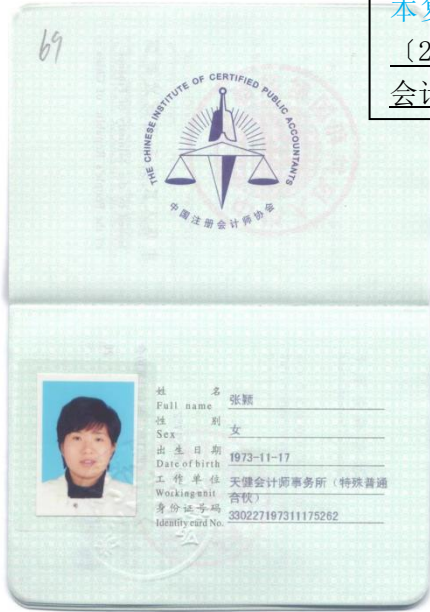 69
本复
〔2
会计
THE CHINESE INSTITUTE OF CERTIFIED PUBLIC ACCOUNTANTS
中国注册会计师协会
姓 名 张颖
Full name
性 别 女
Sex
出生日期 1973-11-17
Date of birth
工作单位 天健会计师事务所（特殊普通
Working unit 合伙）
身份证号码 330227197311175262
Identity card No.